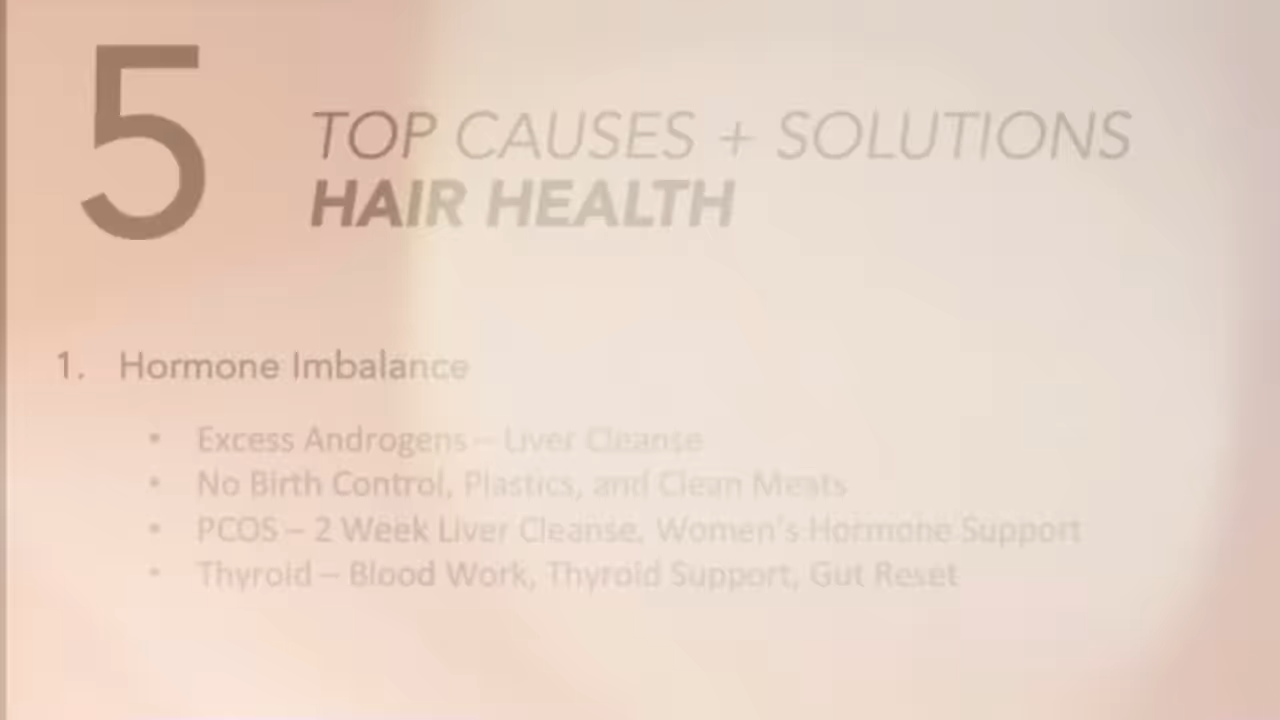 5
TOP CAUSES + SOLUTIONS
HAIR HEALTH
1. Hormone Imbalance
• Excess Androgens – Liver Cleanse
• No Birth Control, Plastics, and Clean Meats
• PCOS – 2 Week Liver Cleanse, Women's Hormone Support
• Thyroid – Blood Work, Thyroid Support, Gut Reset